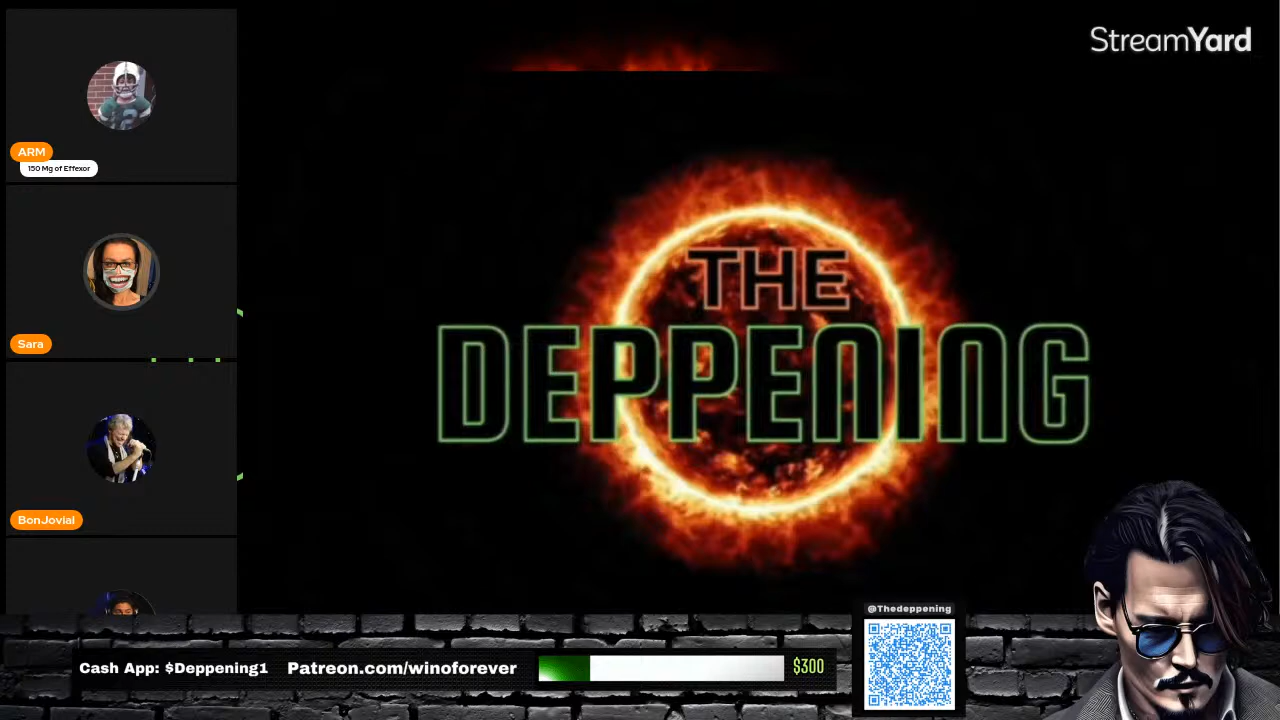 StreamYard
ARM
150 Mg of Effexor
Sara
BonJovial
THE
DEPPENING
@Thedeppening
Cash App: $Deppening1 Patreon.com/winoforever $300